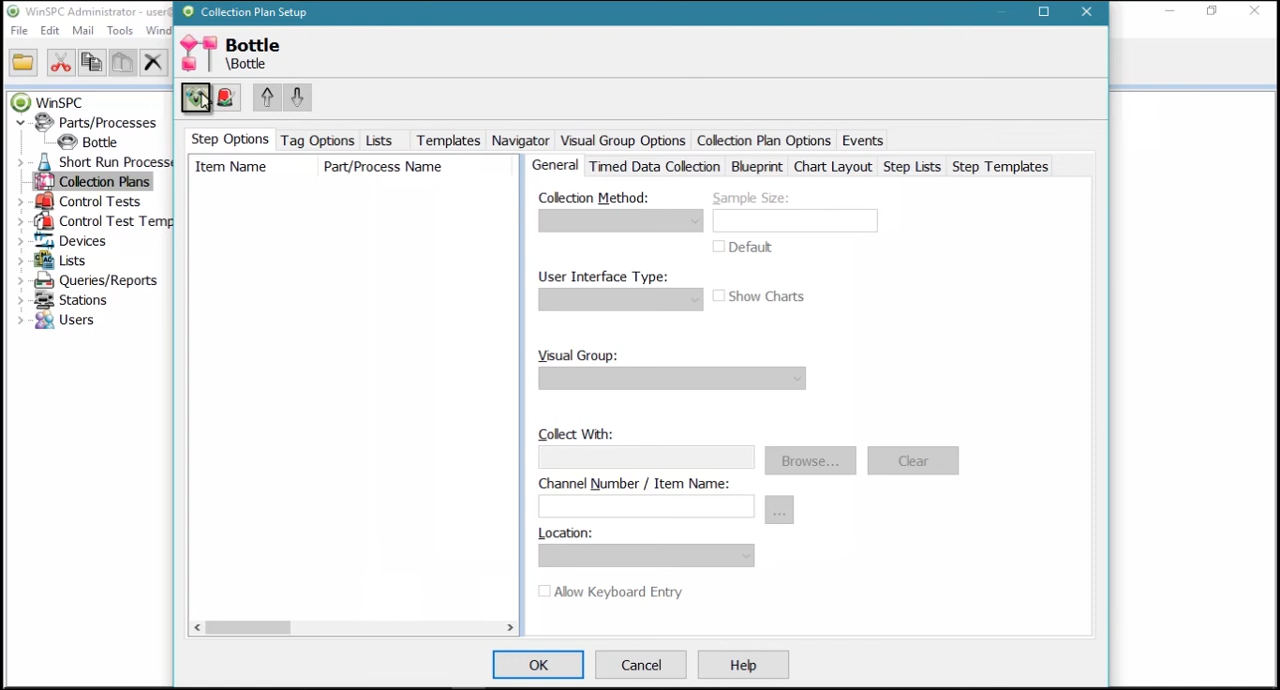 WinSPC Administrator - user@
File Edit Mail Tools Wind
WinSPC
Parts/Processes
Bottle
Short Run Processe
Collection Plans
Control Tests
Control Test Temp
Devices
Lists
Queries/Reports
Stations
Users
Collection Plan Setup
Bottle
\Bottle
Step Options Tag Options Lists Templates Navigator Visual Group Options Collection Plan Options Events
Item Name Part/Process Name
General Timed Data Collection Blueprint Chart Layout Step Lists Step Templates
Collection Method: Sample Size:
Default
User Interface Type:
Show Charts
Visual Group:
Collect With:
Browse... Clear
Channel Number / Item Name:
...
Location:
Allow Keyboard Entry
OK Cancel Help